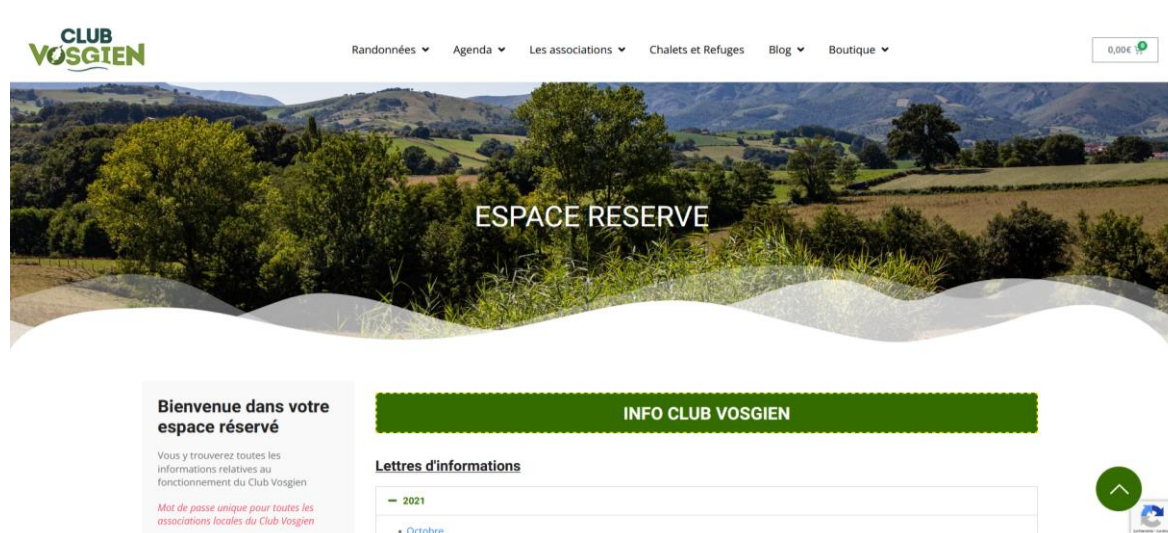 CLUB
VOSGIEN
Randonnées
Agenda
Les associations
Chalets et Refuges
Blog
Boutique
0,00€ 0
ESPACE RESERVE
Bienvenue dans votre
espace réservé
Vous y trouverez toutes les
informations relatives au
fonctionnement du Club Vosgien
Mot de passe unique pour toutes les
associations locales du Club Vosgien
INFO CLUB VOSGIEN
Lettres d'informations
− 2021
• Octobre